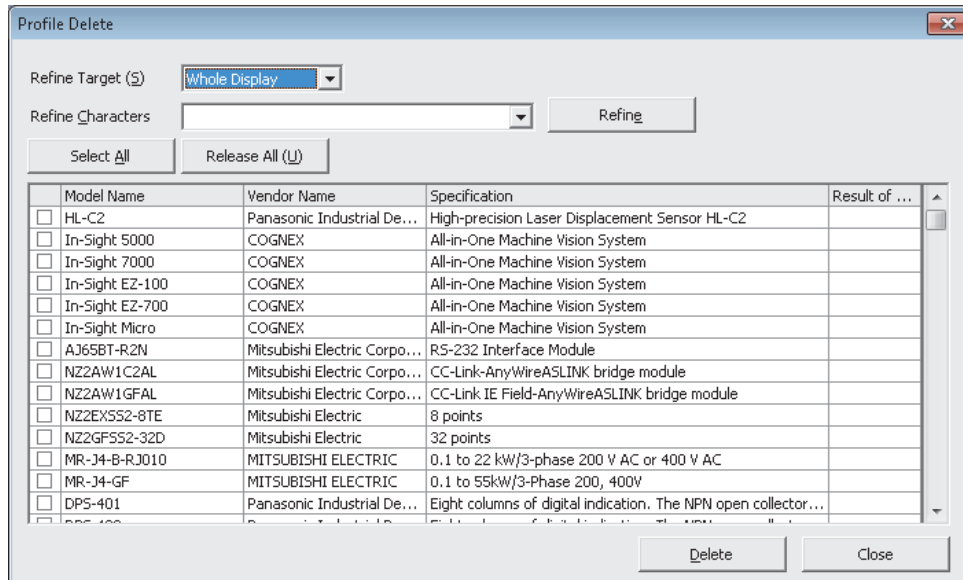 Profile Delete
Refine Target (S) Whole Display
Refine Characters Refine
Select All Release All (U)
Model Name Vendor Name Specification Result of ...
HL-C2 Panasonic Industrial De... High-precision Laser Displacement Sensor HL-C2
In-Sight 5000 COGNEX All-in-One Machine Vision System
In-Sight 7000 COGNEX All-in-One Machine Vision System
In-Sight EZ-100 COGNEX All-in-One Machine Vision System
In-Sight EZ-700 COGNEX All-in-One Machine Vision System
In-Sight Micro COGNEX All-in-One Machine Vision System
AJ65BT-R2N Mitsubishi Electric Corpo... RS-232 Interface Module
NZ2AW1C2AL Mitsubishi Electric Corpo... CC-Link-AnyWireASLINK bridge module
NZ2AW1GFAL Mitsubishi Electric Corpo... CC-Link IE Field-AnyWireASLINK bridge module
NZ2EXSS2-8TE Mitsubishi Electric 8 points
NZ2GFSS2-32D Mitsubishi Electric 32 points
MR-J4-B-RJ010 MITSUBISHI ELECTRIC 0.1 to 22 kW/3-phase 200 V AC or 400 V AC
MR-J4-GF MITSUBISHI ELECTRIC 0.1 to 55kW/3-Phase 200, 400V
DPS-401 Panasonic Industrial De... Eight columns of digital indication. The NPN open collector...
Delete Close